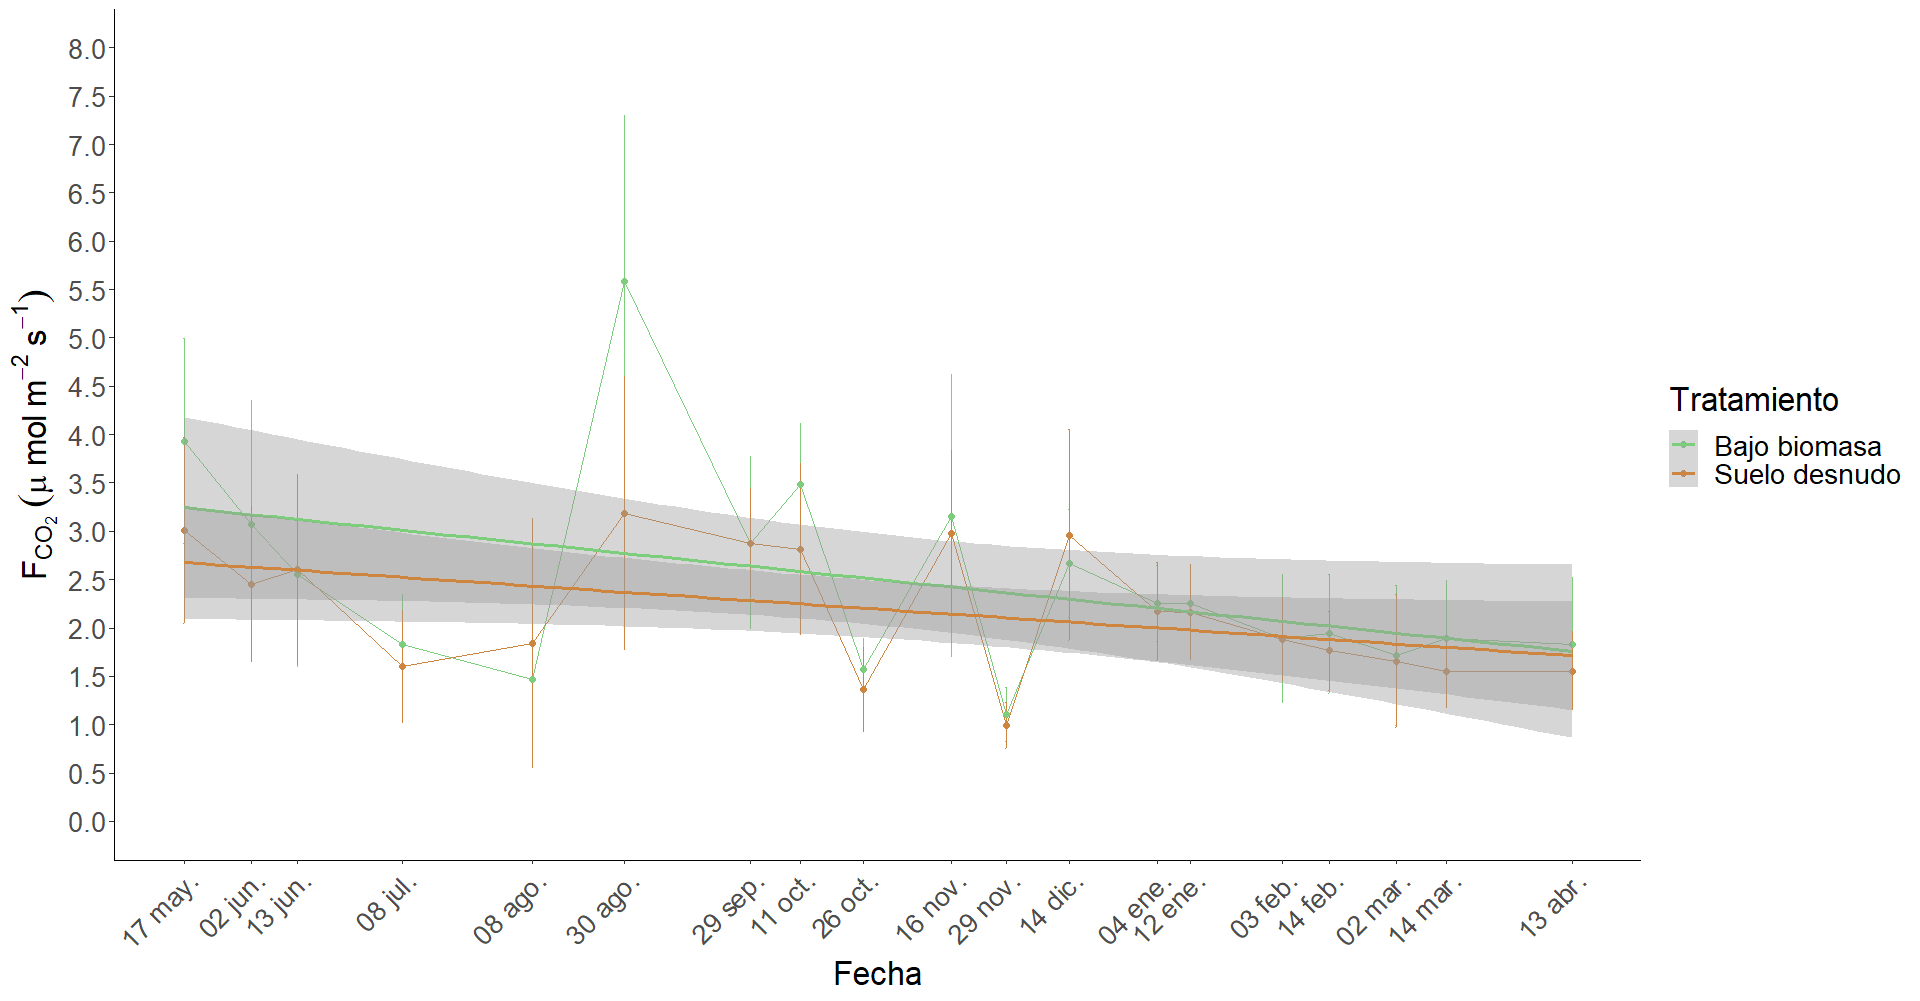 8.0
7.5
7.0
6.5
6.0
5.5
5.0
4.5
4.0
3.5
3.0
2.5
2.0
1.5
1.0
0.5
0.0
F_CO₂ (μ mol m⁻² s⁻¹)
17 may.
02 jun.
13 jun.
08 jul.
08 ago.
30 ago.
29 sep.
11 oct.
26 oct.
16 nov.
29 nov.
14 dic.
04 ene.
12 ene.
03 feb.
14 feb.
02 mar.
14 mar.
13 abr.
Fecha
Tratamiento
Bajo biomasa
Suelo desnudo